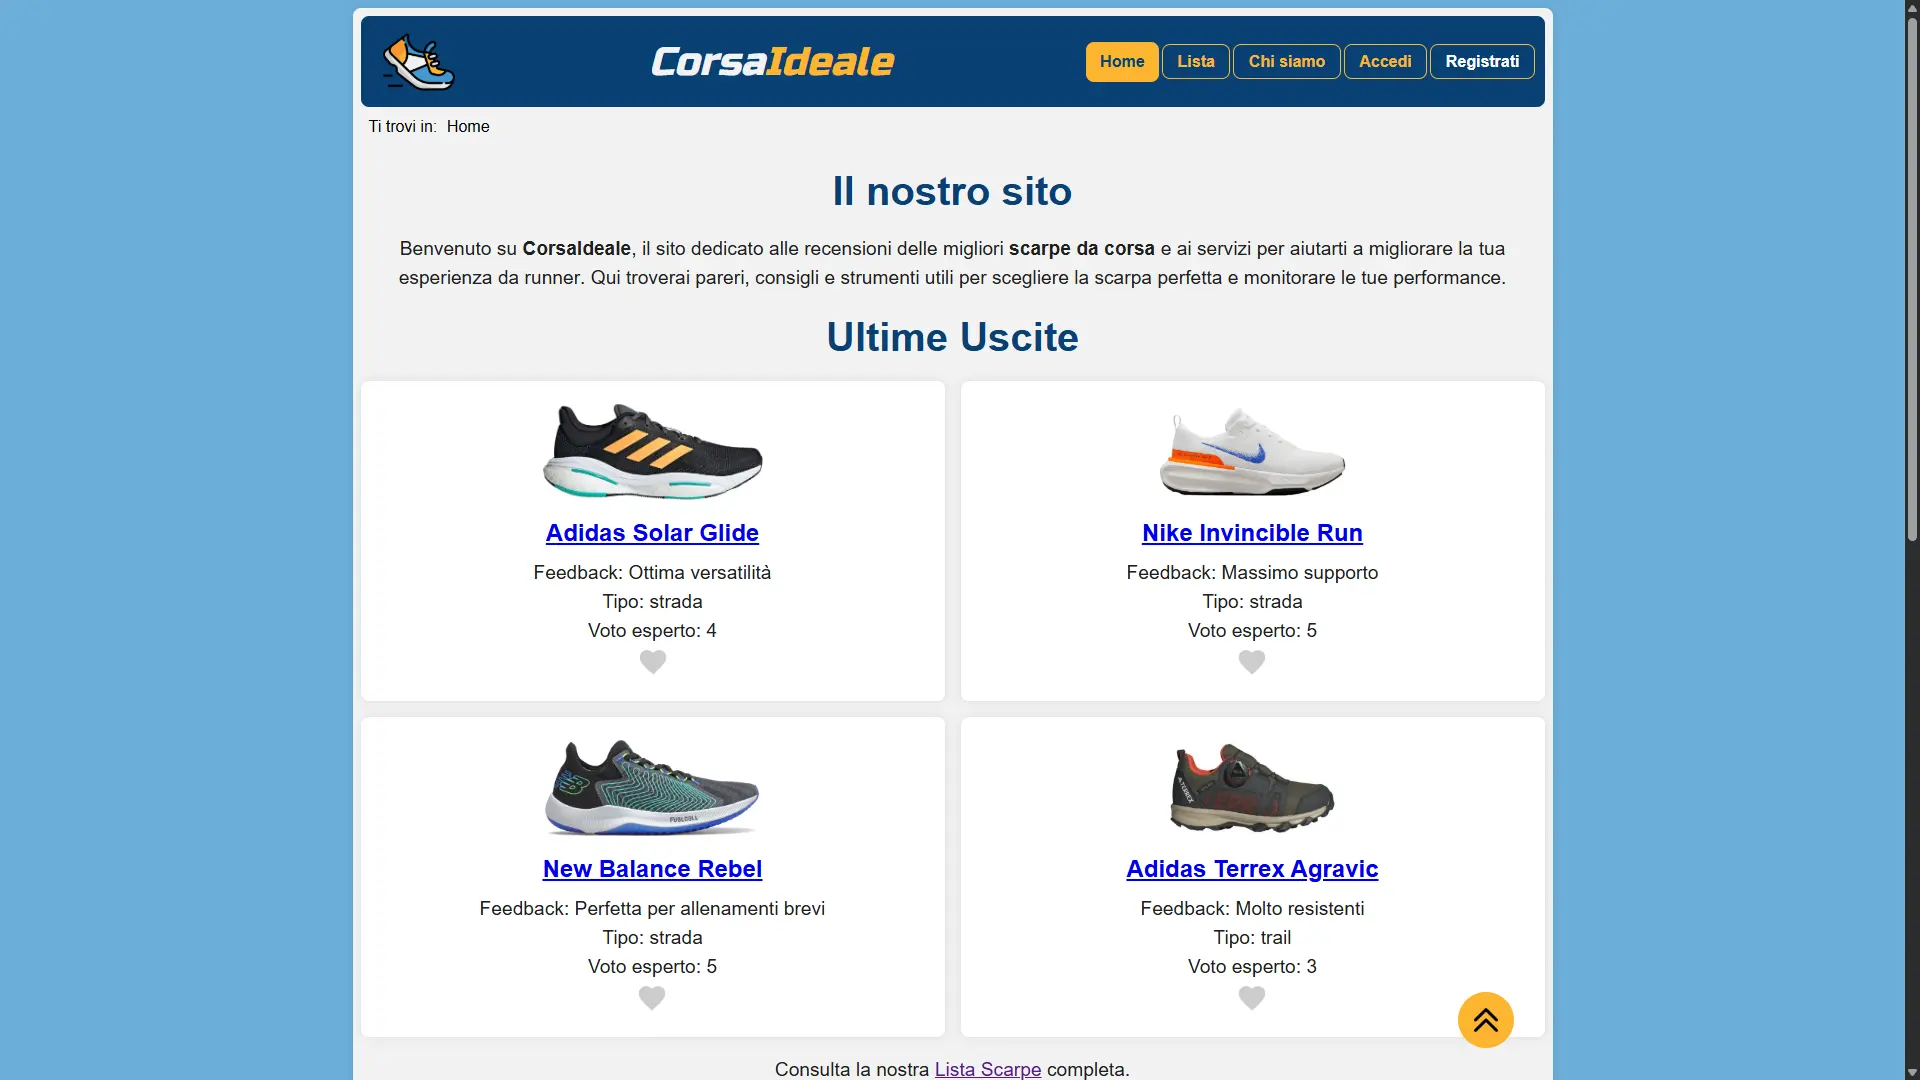 CorsaIdeale
Home
Lista
Chi siamo
Accedi
Registrati
Ti trovi in: Home
Il nostro sito
Benvenuto su CorsaIdeale, il sito dedicato alle recensioni delle migliori scarpe da corsa e ai servizi per aiutarti a migliorare la tua
esperienza da runner. Qui troverai pareri, consigli e strumenti utili per scegliere la scarpa perfetta e monitorare le tue performance.
Ultime Uscite
Adidas Solar Glide
Feedback: Ottima versatilità
Tipo: strada
Voto esperto: 4
Nike Invincible Run
Feedback: Massimo supporto
Tipo: strada
Voto esperto: 5
New Balance Rebel
Feedback: Perfetta per allenamenti brevi
Tipo: strada
Voto esperto: 5
Adidas Terrex Agravic
Feedback: Molto resistenti
Tipo: trail
Voto esperto: 3
Consulta la nostra Lista Scarpe completa.